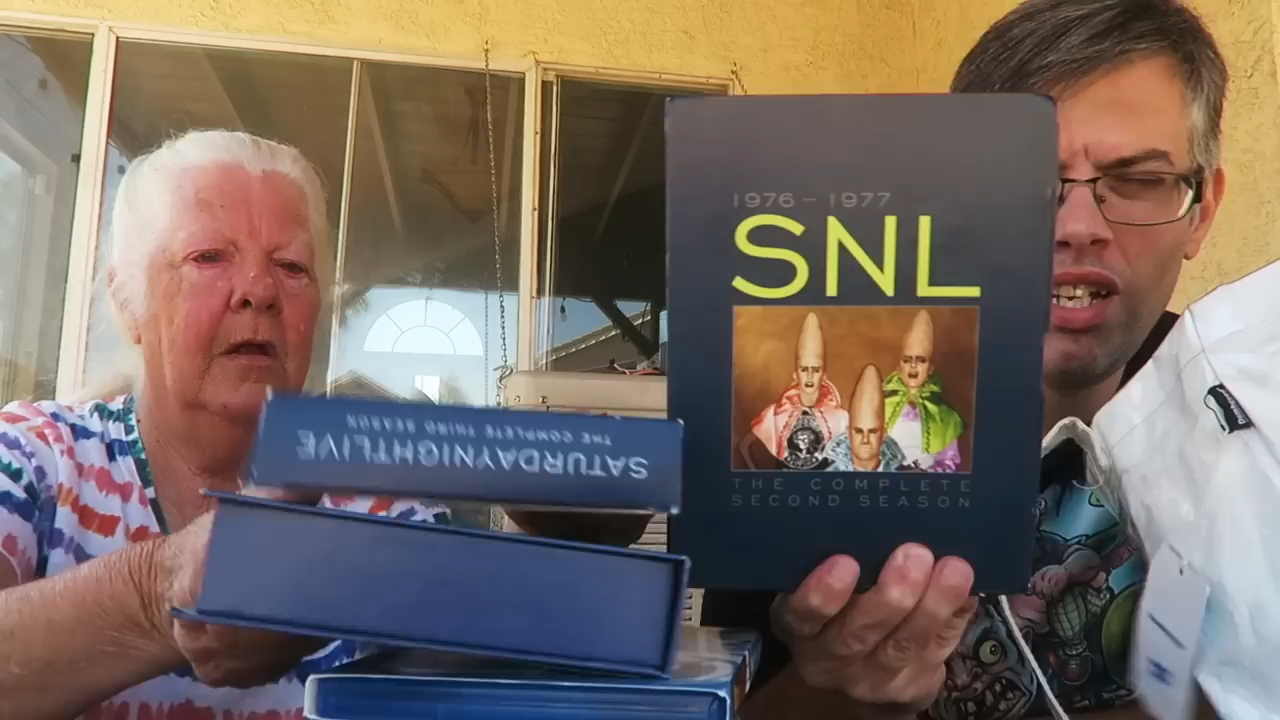 1976 – 1977
SNL
THE COMPLETE
SECOND SEASON
SATURDAYNIGHTLIVE
THE COMPLETE THIRD SEASON